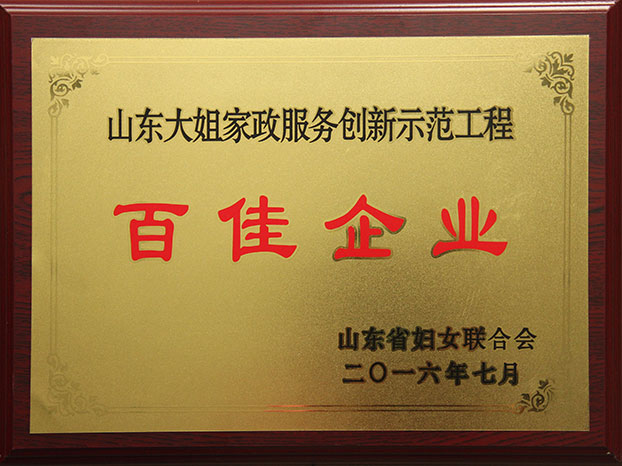 山东大姐家政服务创新示范工程
百佳企业
山东省妇女联合会
二〇一六年七月